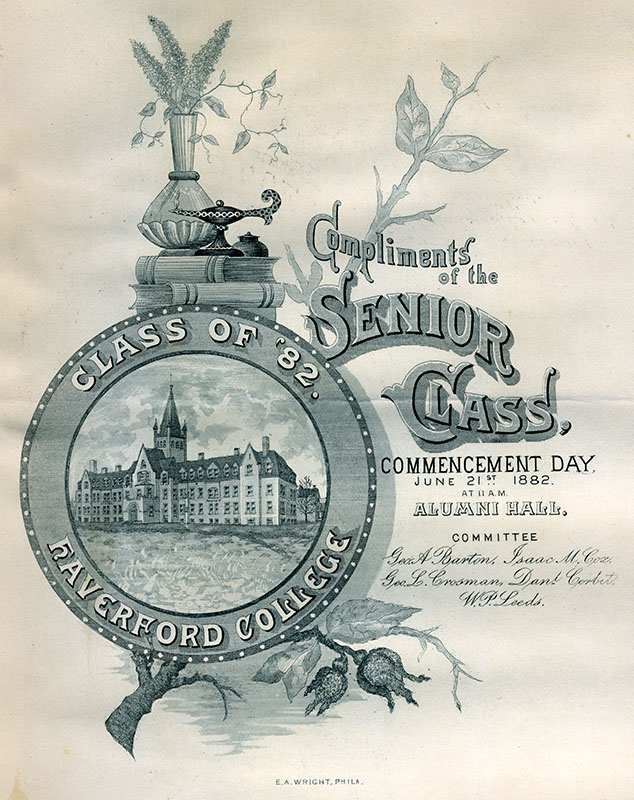 Compliments
of the
SENIOR
CLASS,
CLASS OF '82.
HAVERFORD COLLEGE
COMMENCEMENT DAY,
JUNE 21ST 1882.
AT 11 A.M.
ALUMNI HALL.
COMMITTEE
Geo. A. Barton, Isaac M. Cox.
Geo. L. Crosman, Danl. Corbit.
W. P. Leeds.
E. A. WRIGHT, PHILA.